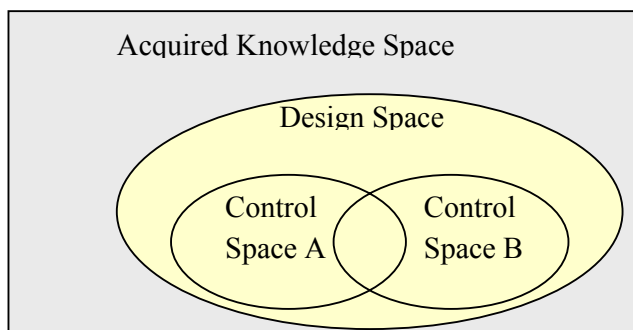 Acquired Knowledge Space
Design Space
Control
Space A
Control
Space B